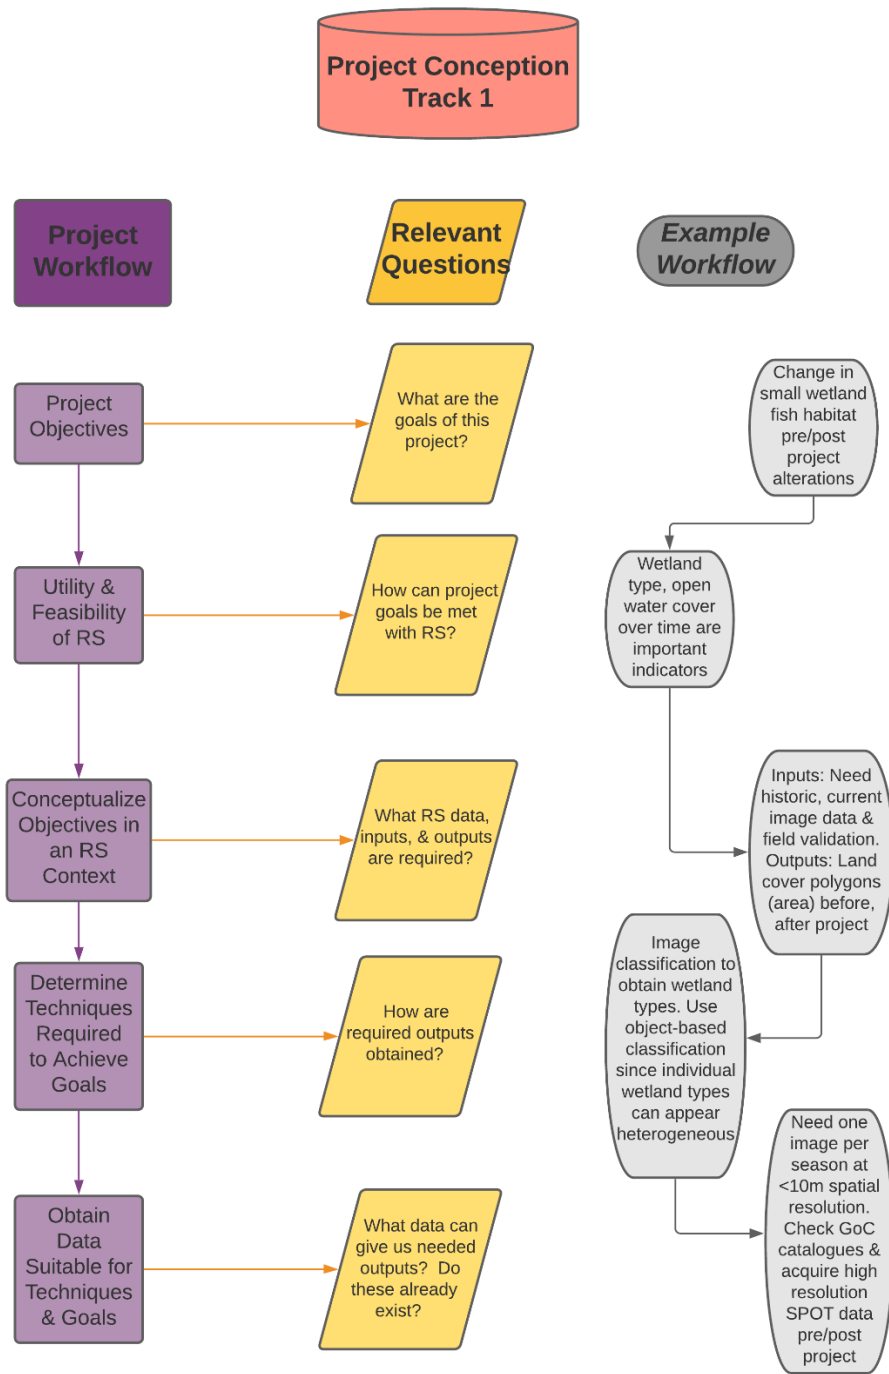 Project Conception
Track 1
Project
Workflow
Relevant
Questions
Example
Workflow
Project
Objectives
What are the
goals of this
project?
Change in
small wetland
fish habitat
pre/post
project
alterations
Utility &
Feasibility
of RS
How can project
goals be met
with RS?
Wetland
type, open
water cover
over time are
important
indicators
Conceptualize
Objectives in
an RS
Context
What RS data,
inputs, & outputs
are required?
Inputs: Need
historic, current
image data &
field validation.
Outputs: Land
cover polygons
(area) before,
after project
Determine
Techniques
Required
to Achieve
Goals
How are
required outputs
obtained?
Image
classification to
obtain wetland
types. Use
object-based
classification
since individual
wetland types
can appear
heterogeneous
Obtain
Data
Suitable for
Techniques
& Goals
What data can
give us needed
outputs?  Do
these already
exist?
Need one
image per
season at
<10m spatial
resolution.
Check GoC
catalogues &
acquire high
resolution
SPOT data
pre/post
project